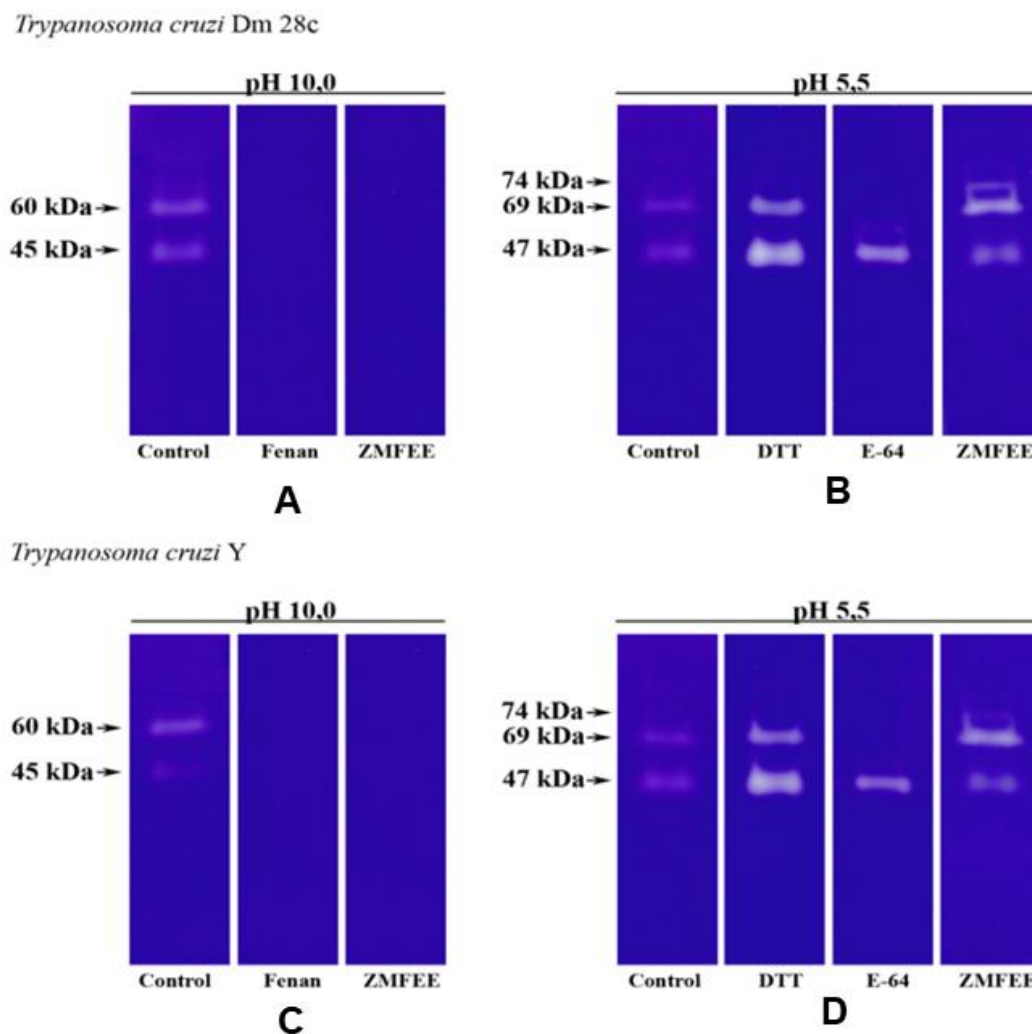 Trypanosoma cruzi Dm 28c
pH 10,0
60 kDa
45 kDa
Control Fenan ZMFEE
A
pH 5,5
74 kDa
69 kDa
47 kDa
Control DTT E-64 ZMFEE
B
Trypanosoma cruzi Y
pH 10,0
60 kDa
45 kDa
Control Fenan ZMFEE
C
pH 5,5
74 kDa
69 kDa
47 kDa
Control DTT E-64 ZMFEE
D